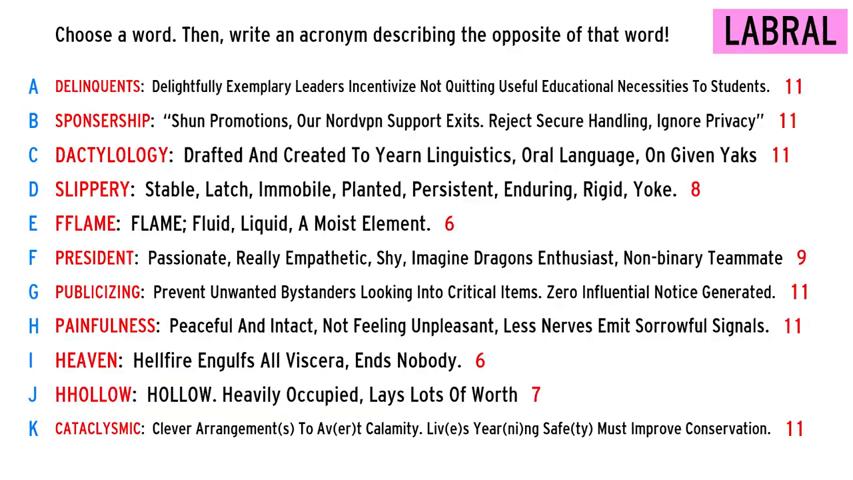 Choose a word. Then, write an acronym describing the opposite of that word!
LABRAL
A DELINQUENTS: Delightfully Exemplary Leaders Incentivize Not Quitting Useful Educational Necessities To Students. 11
B SPONSERSHIP: “Shun Promotions, Our Nordvpn Support Exits. Reject Secure Handling, Ignore Privacy” 11
C DACTYLOLOGY: Drafted And Created To Yearn Linguistics, Oral Language, On Given Yaks 11
D SLIPPERY: Stable, Latch, Immobile, Planted, Persistent, Enduring, Rigid, Yoke. 8
E FFLAME: FLAME; Fluid, Liquid, A Moist Element. 6
F PRESIDENT: Passionate, Really Empathetic, Shy, Imagine Dragons Enthusiast, Non-binary Teammate 9
G PUBLICIZING: Prevent Unwanted Bystanders Looking Into Critical Items. Zero Influential Notice Generated. 11
H PAINFULNESS: Peaceful And Intact, Not Feeling Unpleasant, Less Nerves Emit Sorrowful Signals. 11
I HEAVEN: Hellfire Engulfs All Viscera, Ends Nobody. 6
J HHOLLOW: HOLLOW. Heavily Occupied, Lays Lots Of Worth 7
K CATACLYSMIC: Clever Arrangement(s) To Av(er)t Calamity. Liv(e)s Year(ni)ng Safe(ty) Must Improve Conservation. 11